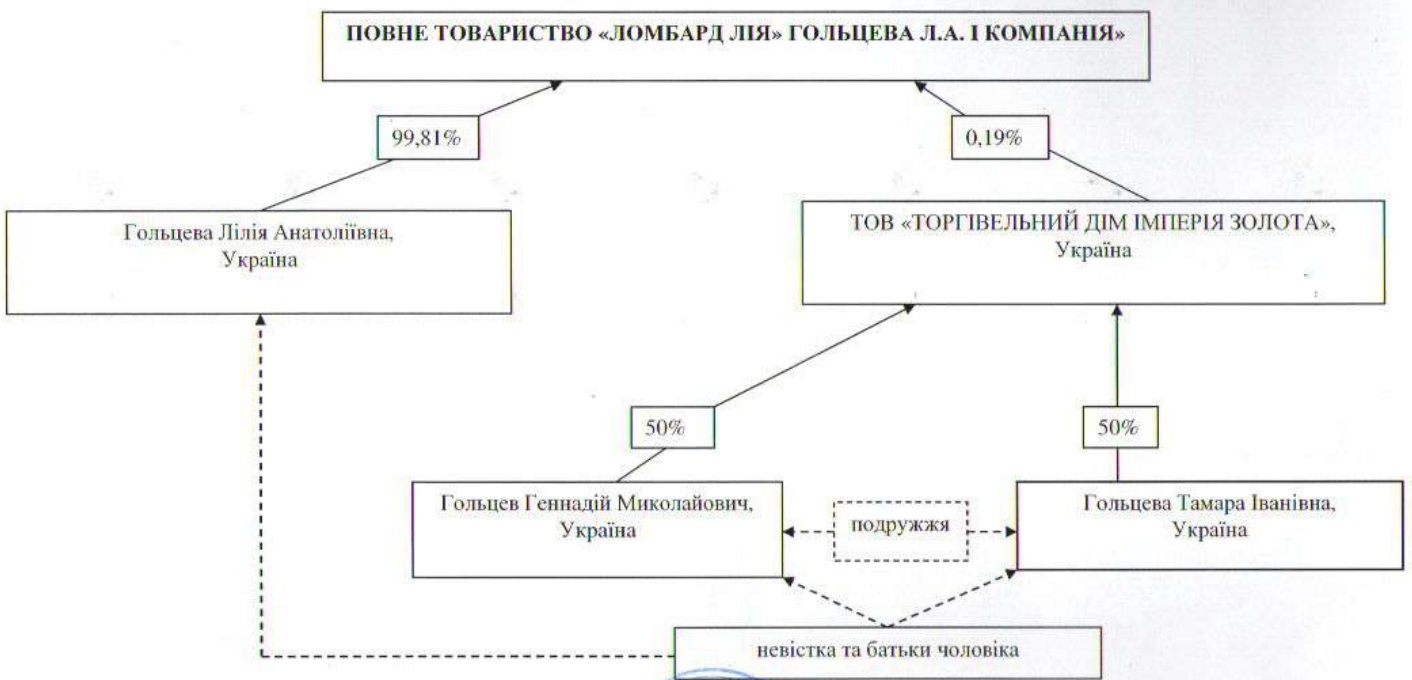 ПОВНЕ ТОВАРИСТВО «ЛОМБАРД ЛІЯ» ГОЛЬЦЕВА Л.А. І КОМПАНІЯ»
99,81%
0,19%
Гольцева Лілія Анатоліївна,
Україна
ТОВ «ТОРГІВЕЛЬНИЙ ДІМ ІМПЕРІЯ ЗОЛОТА»,
Україна
50%
50%
Гольцев Геннадій Миколайович,
Україна
подружжя
Гольцева Тамара Іванівна,
Україна
невістка та батьки чоловіка